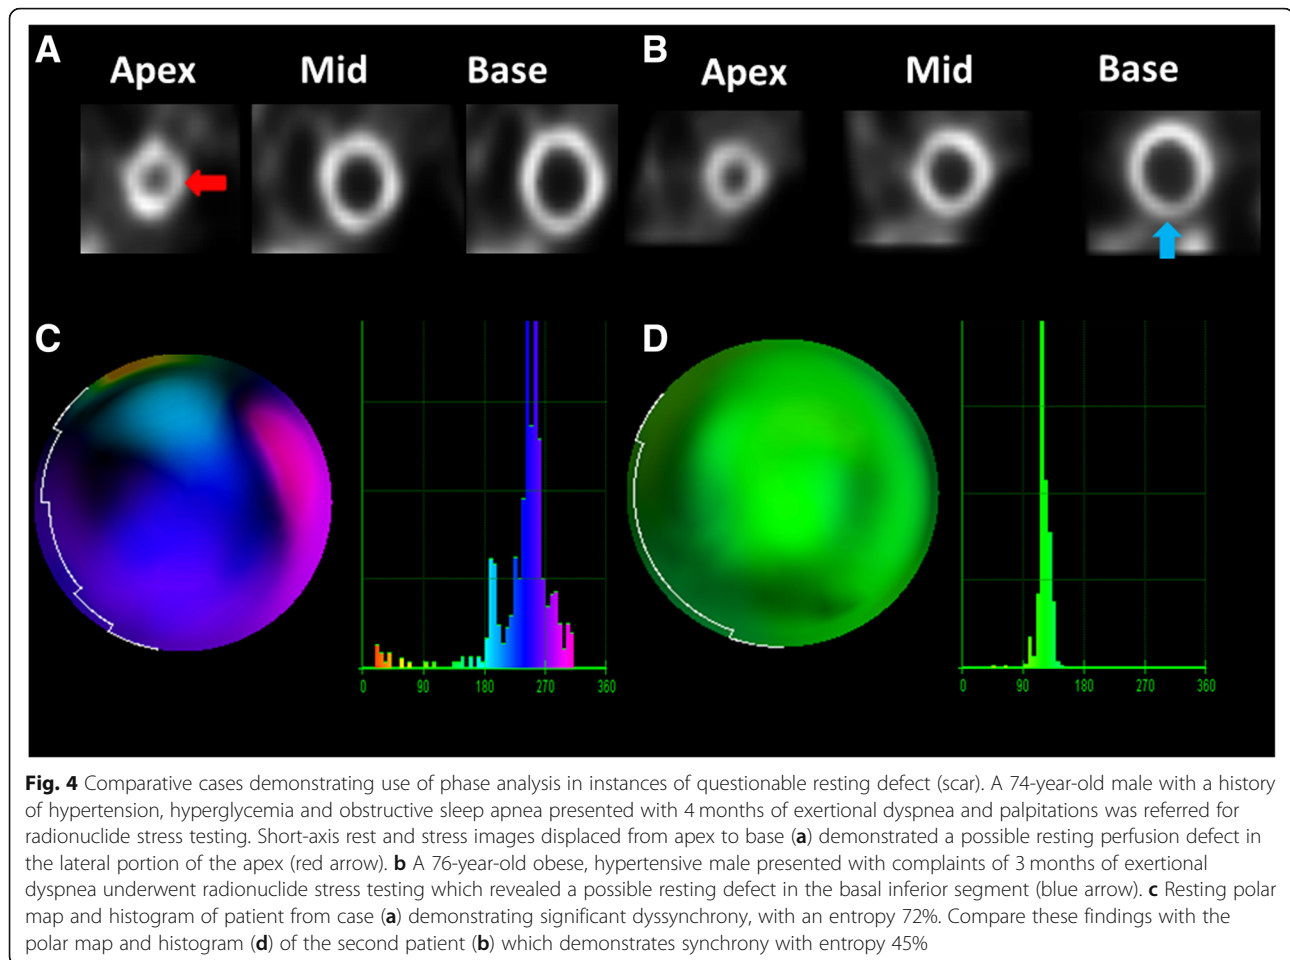 A
Apex
Mid
Base
B
Apex
Mid
Base
C
0 90 180 270 360
D
0 90 180 270 360
Fig. 4 Comparative cases demonstrating use of phase analysis in instances of questionable resting defect (scar). A 74-year-old male with a history
of hypertension, hyperglycemia and obstructive sleep apnea presented with 4 months of exertional dyspnea and palpitations was referred for
radionuclide stress testing. Short-axis rest and stress images displaced from apex to base (a) demonstrated a possible resting perfusion defect in
the lateral portion of the apex (red arrow). b A 76-year-old obese, hypertensive male presented with complaints of 3 months of exertional
dyspnea underwent radionuclide stress testing which revealed a possible resting defect in the basal inferior segment (blue arrow). c Resting polar
map and histogram of patient from case (a) demonstrating significant dyssynchrony, with an entropy 72%. Compare these findings with the
polar map and histogram (d) of the second patient (b) which demonstrates synchrony with entropy 45%